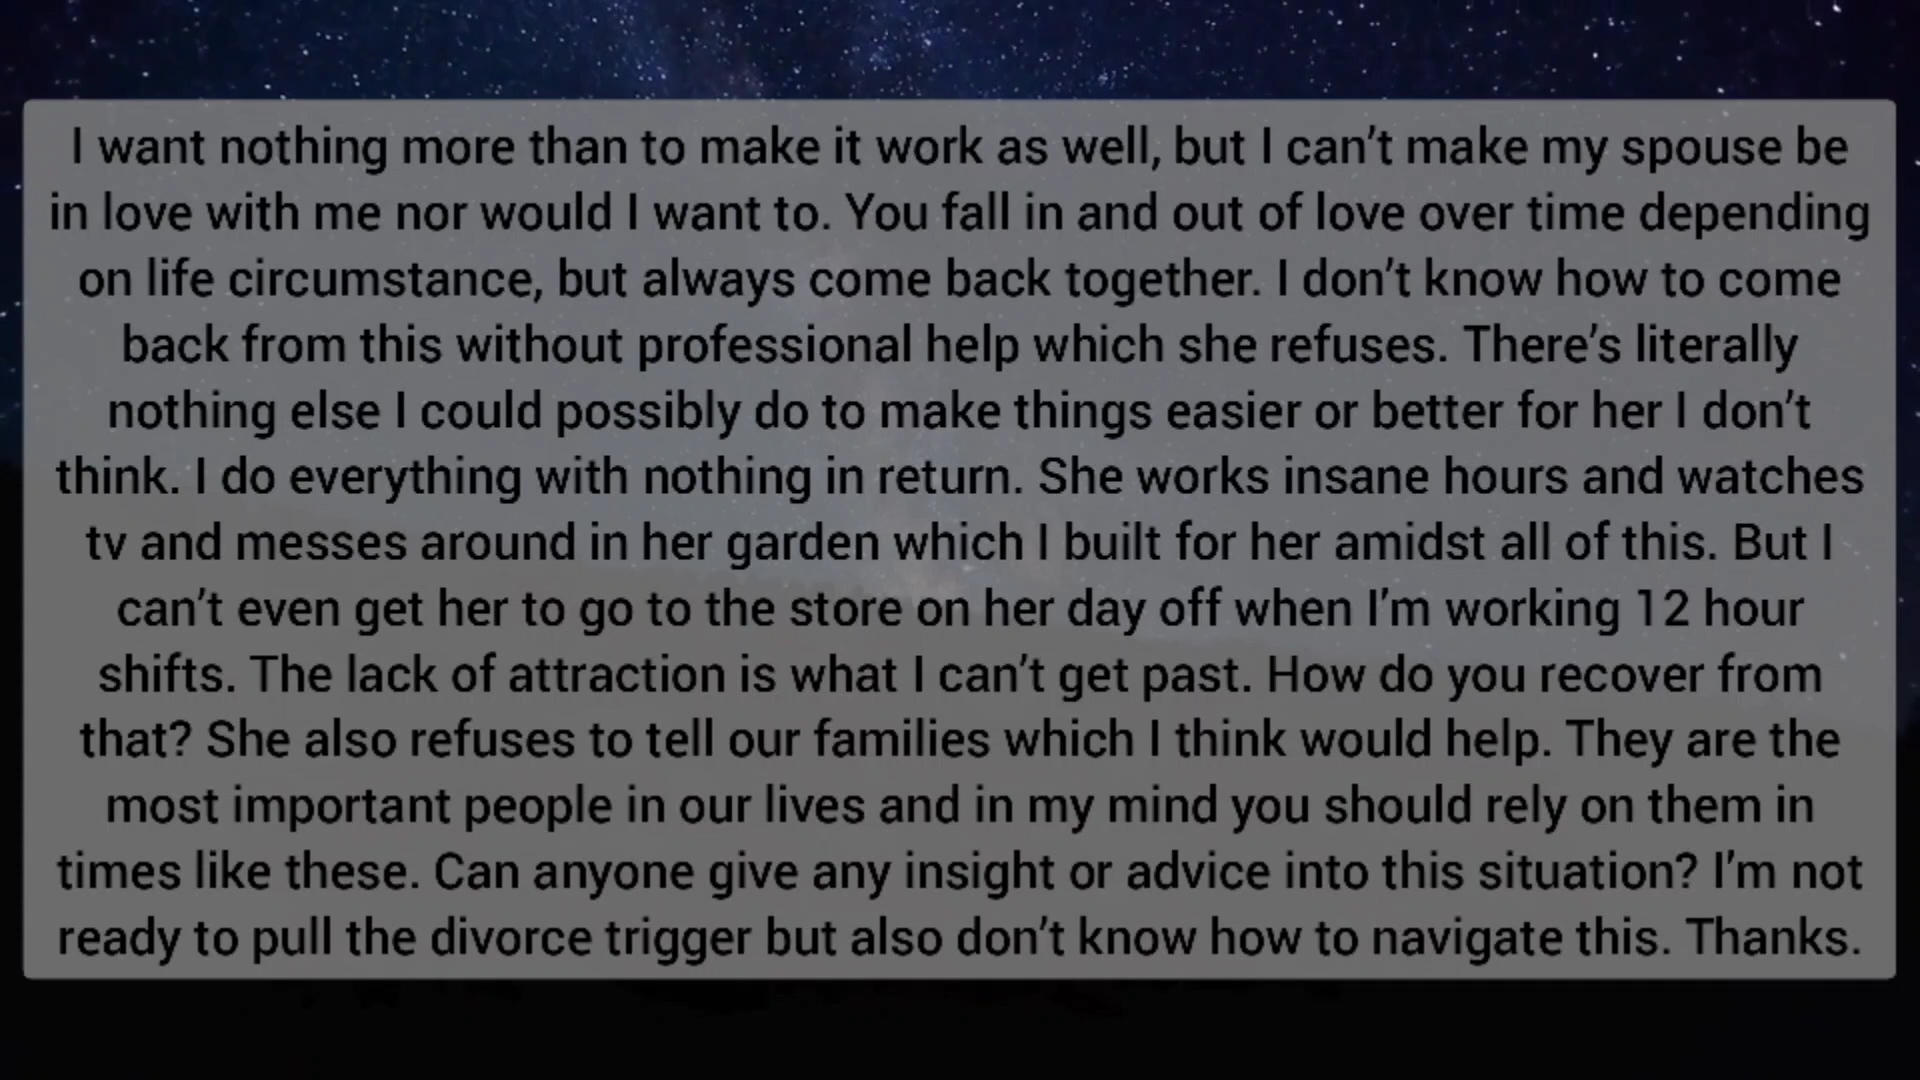 I want nothing more than to make it work as well, but I can’t make my spouse be
in love with me nor would I want to. You fall in and out of love over time depending
on life circumstance, but always come back together. I don’t know how to come
back from this without professional help which she refuses. There’s literally
nothing else I could possibly do to make things easier or better for her I don’t
think. I do everything with nothing in return. She works insane hours and watches
tv and messes around in her garden which I built for her amidst all of this. But I
can’t even get her to go to the store on her day off when I’m working 12 hour
shifts. The lack of attraction is what I can’t get past. How do you recover from
that? She also refuses to tell our families which I think would help. They are the
most important people in our lives and in my mind you should rely on them in
times like these. Can anyone give any insight or advice into this situation? I’m not
ready to pull the divorce trigger but also don’t know how to navigate this. Thanks.